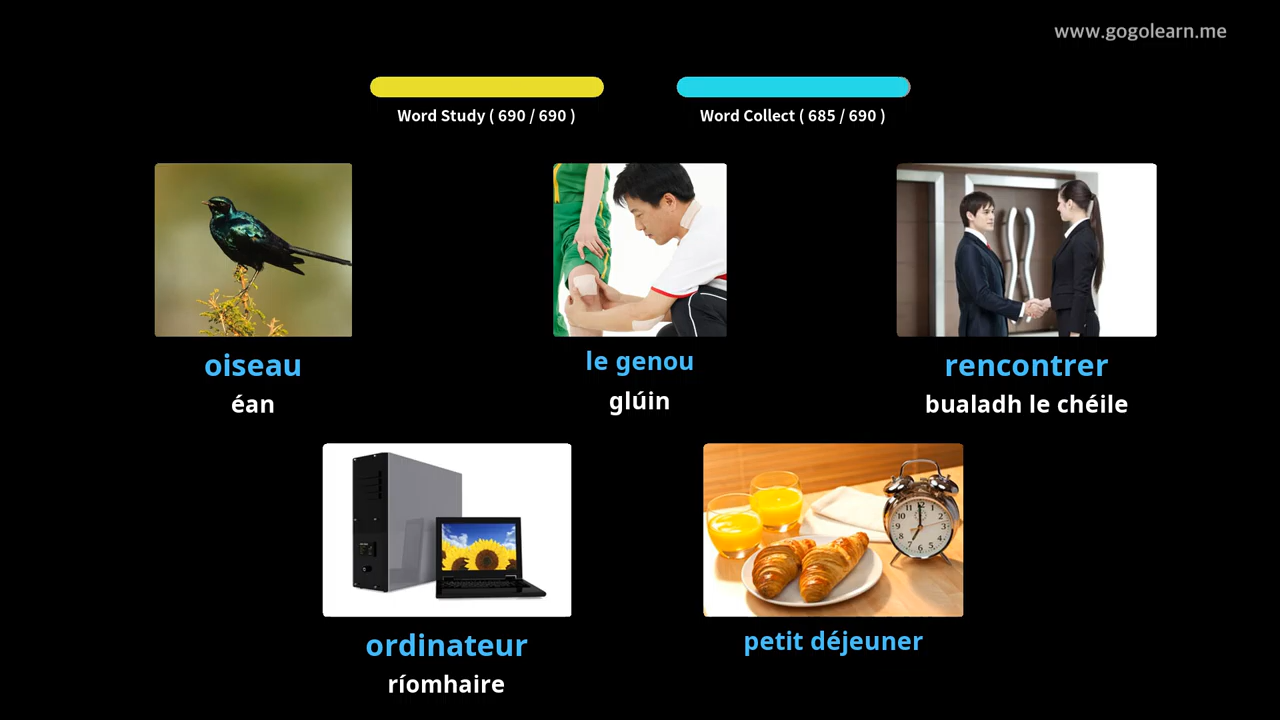 www.gogolearn.me
Word Study ( 690 / 690 )
Word Collect ( 685 / 690 )
oiseau
éan
le genou
glúin
rencontrer
bualadh le chéile
ordinateur
ríomhaire
petit déjeuner